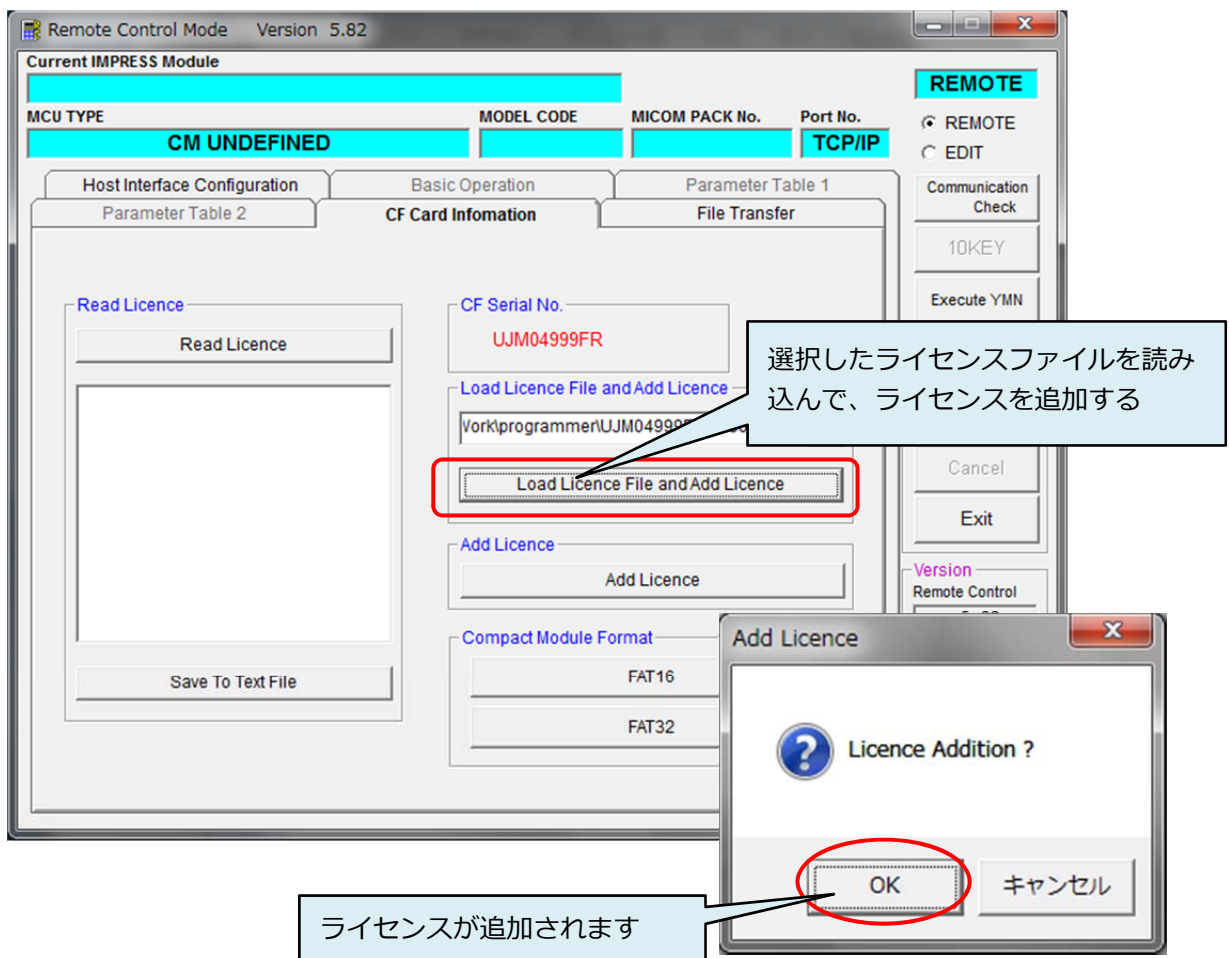 Remote Control Mode Version 5.82
Current IMPRESS Module
REMOTE
MCU TYPE MODEL CODE MICOM PACK No. Port No.
CM UNDEFINED TCP/IP
REMOTE
EDIT
Host Interface Configuration Basic Operation Parameter Table 1
Parameter Table 2 CF Card Infomation File Transfer
Communication
Check
10KEY
Execute YMN
Read Licence
Read Licence
Save To Text File
CF Serial No.
UJM04999FR
Load Licence File and Add Licence
Load Licence File and Add Licence
Add Licence
Add Licence
Compact Module Format
FAT16
FAT32
選択したライセンスファイルを読み
込んで、ライセンスを追加する
Cancel
Exit
Version
Remote Control
Add Licence
Licence Addition ?
OK キャンセル
ライセンスが追加されます